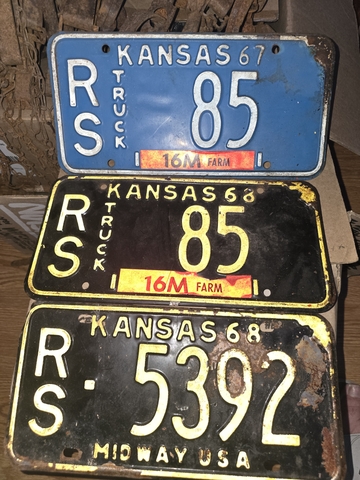 KANSAS 67
RS TRUCK 85
16M FARM
KANSAS 68
RS TRUCK 85
16M FARM
KANSAS 68
RS·5392
MIDWAY USA